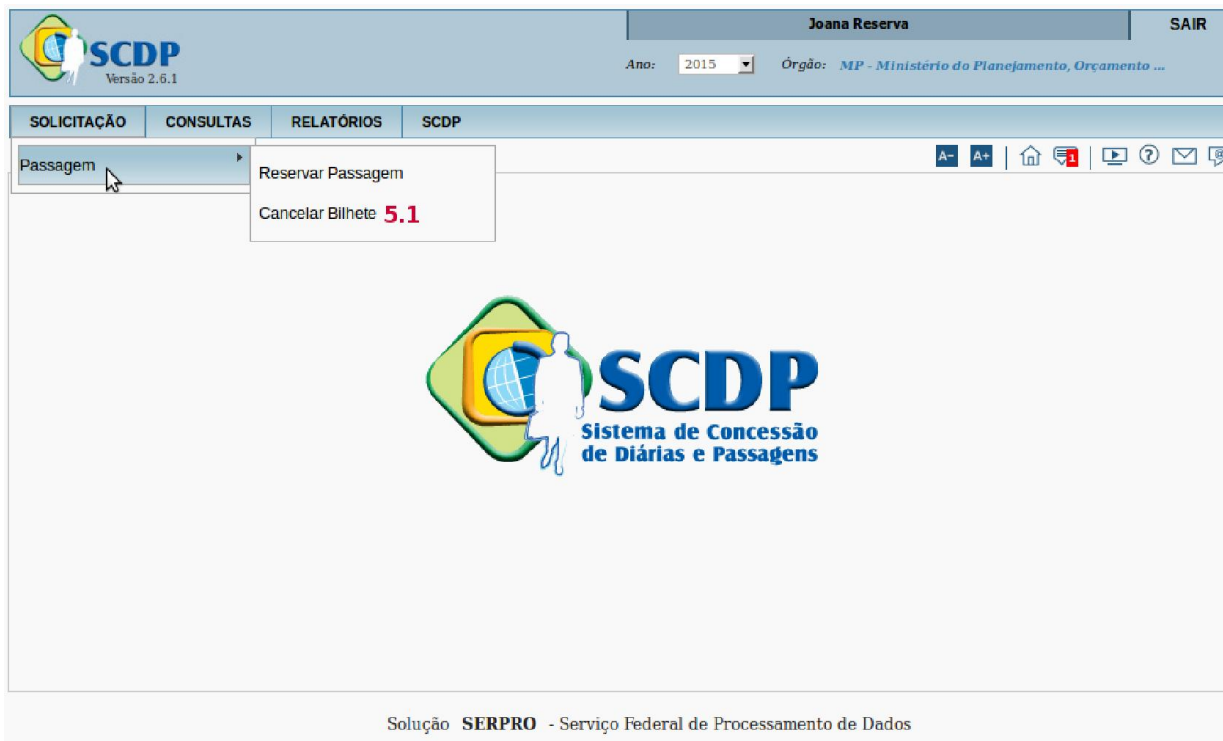 Joana Reserva
SAIR
SCDP
Versão 2.6.1
Ano: 2015 Órgão: MP - Ministério do Planejamento, Orçamento ...
SOLICITAÇÃO CONSULTAS RELATÓRIOS SCDP
A- A+ 1 ?
Passagem
Reservar Passagem
Cancelar Bilhete 5.1
SCDP
Sistema de Concessão
de Diárias e Passagens
Solução SERPRO - Serviço Federal de Processamento de Dados